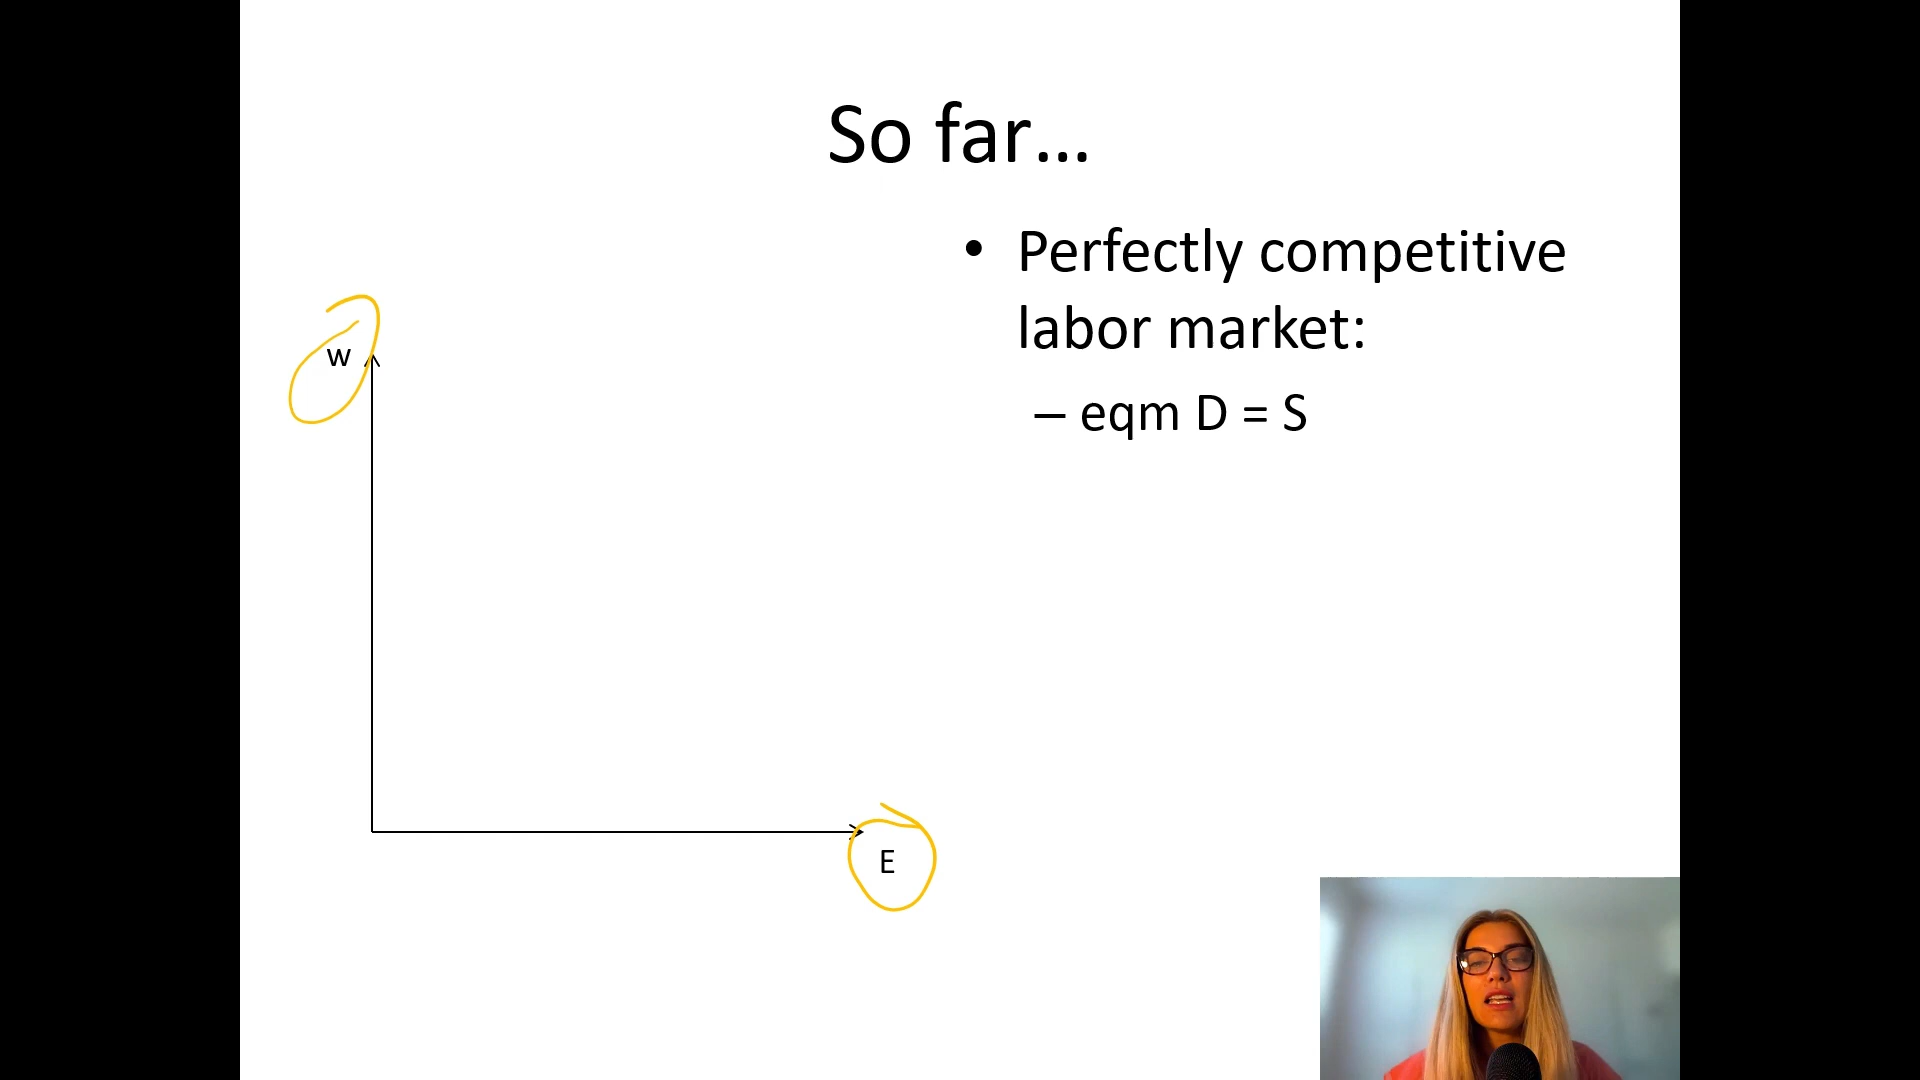 So far...
• Perfectly competitive
labor market:
– eqm D = S
w
E